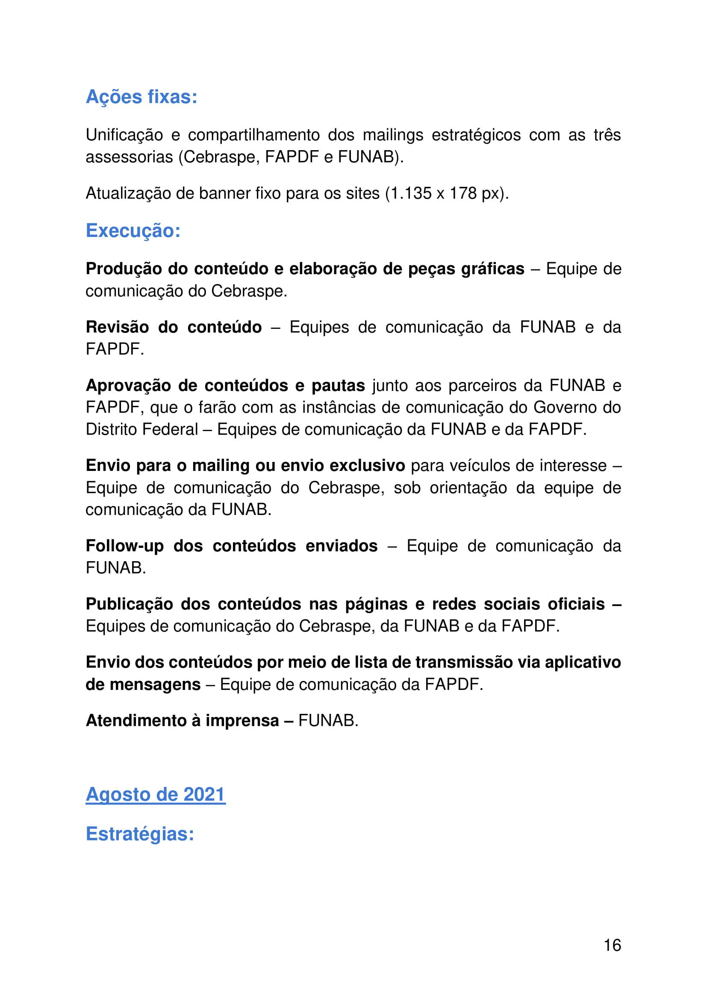 Ações fixas:
Unificação e compartilhamento dos mailings estratégicos com as três
assessorias (Cebraspe, FAPDF e FUNAB).
Atualização de banner fixo para os sites (1.135 x 178 px).
Execução:
Produção do conteúdo e elaboração de peças gráficas – Equipe de
comunicação do Cebraspe.
Revisão do conteúdo – Equipes de comunicação da FUNAB e da
FAPDF.
Aprovação de conteúdos e pautas junto aos parceiros da FUNAB e
FAPDF, que o farão com as instâncias de comunicação do Governo do
Distrito Federal – Equipes de comunicação da FUNAB e da FAPDF.
Envio para o mailing ou envio exclusivo para veículos de interesse –
Equipe de comunicação do Cebraspe, sob orientação da equipe de
comunicação da FUNAB.
Follow-up dos conteúdos enviados – Equipe de comunicação da
FUNAB.
Publicação dos conteúdos nas páginas e redes sociais oficiais –
Equipes de comunicação do Cebraspe, da FUNAB e da FAPDF.
Envio dos conteúdos por meio de lista de transmissão via aplicativo
de mensagens – Equipe de comunicação da FAPDF.
Atendimento à imprensa – FUNAB.
Agosto de 2021
Estratégias:
16